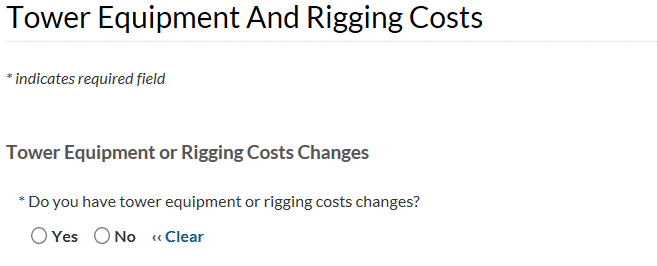 Tower Equipment And Rigging Costs
* indicates required field
Tower Equipment or Rigging Costs Changes
* Do you have tower equipment or rigging costs changes?
Yes No ‹‹ Clear